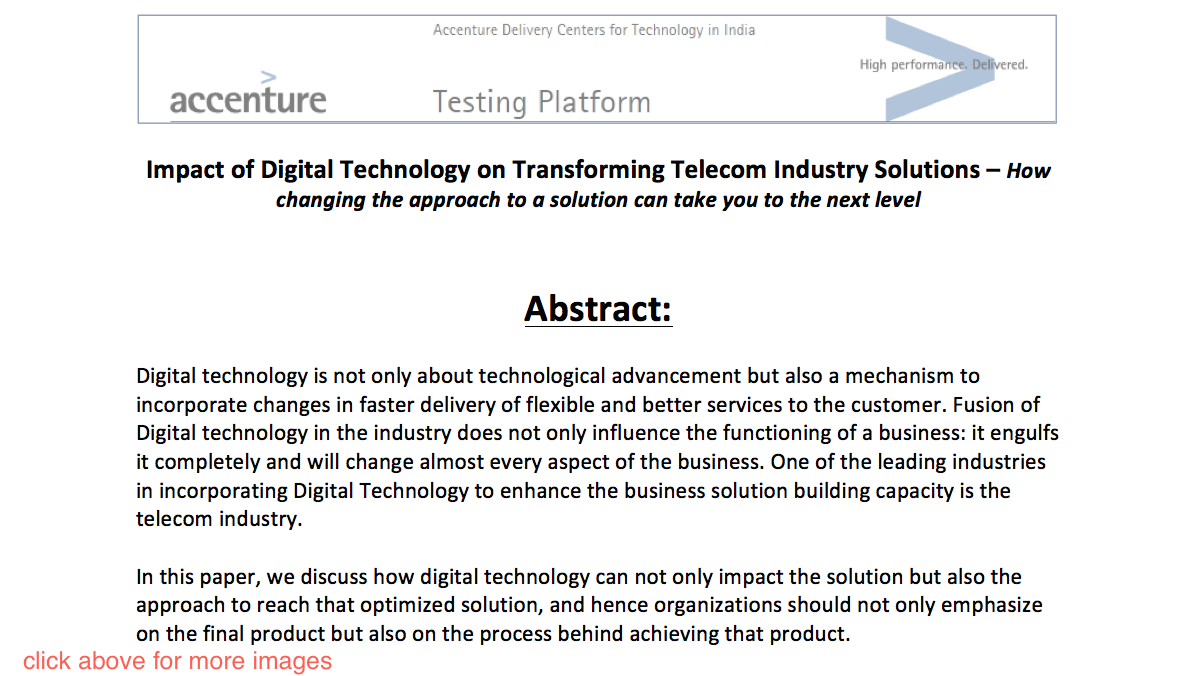 Accenture Delivery Centers for Technology in India
High performance. Delivered.
>
accenture
Testing Platform
Impact of Digital Technology on Transforming Telecom Industry Solutions – How
changing the approach to a solution can take you to the next level
Abstract:
Digital technology is not only about technological advancement but also a mechanism to
incorporate changes in faster delivery of flexible and better services to the customer. Fusion of
Digital technology in the industry does not only influence the functioning of a business: it engulfs
it completely and will change almost every aspect of the business. One of the leading industries
in incorporating Digital Technology to enhance the business solution building capacity is the
telecom industry.
In this paper, we discuss how digital technology can not only impact the solution but also the
approach to reach that optimized solution, and hence organizations should not only emphasize
on the final product but also on the process behind achieving that product.
click above for more images